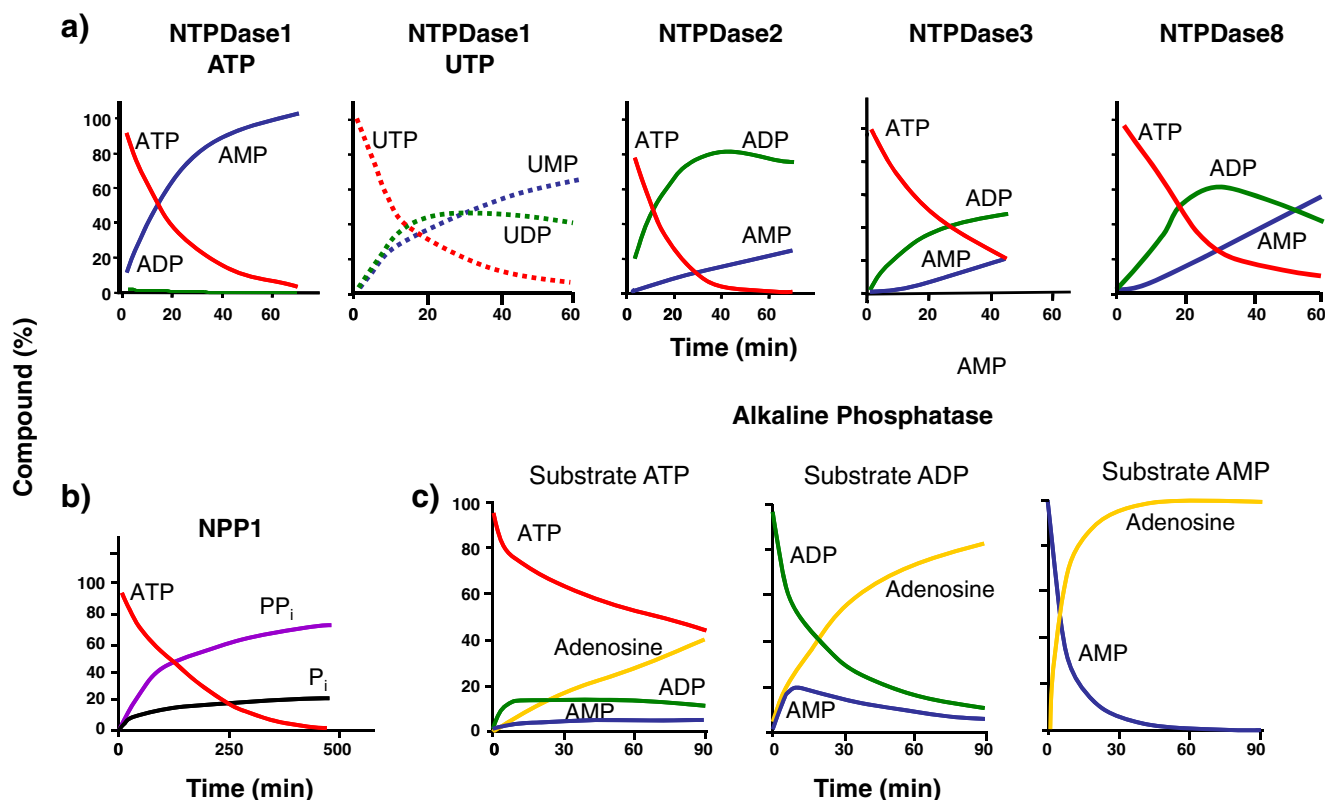 a)
NTPDase1
ATP
NTPDase1
UTP
NTPDase2
NTPDase3
NTPDase8
Compound (%)
100
80
60
40
20
0
ATP
AMP
ADP
0 20 40 60
UTP
UMP
UDP
0 20 40 60
ATP
ADP
AMP
0 20 40 60
ATP
ADP
AMP
0 20 40 60
ATP
ADP
AMP
0 20 40 60
Time (min)
AMP
Alkaline Phosphatase
b)
NPP1
100
80
60
40
20
0
ATP
PPi
Pi
0 250 500
Time (min)
c)
Substrate ATP
Substrate ADP
Substrate AMP
100
80
60
40
20
0
ATP
Adenosine
ADP
AMP
0 30 60 90
ADP
Adenosine
AMP
0 30 60 90
Adenosine
AMP
0 30 60 90
Time (min)